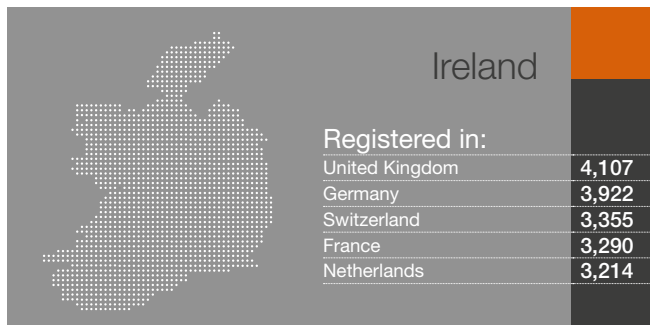 Ireland
Registered in:
United Kingdom 4,107
Germany 3,922
Switzerland 3,355
France 3,290
Netherlands 3,214